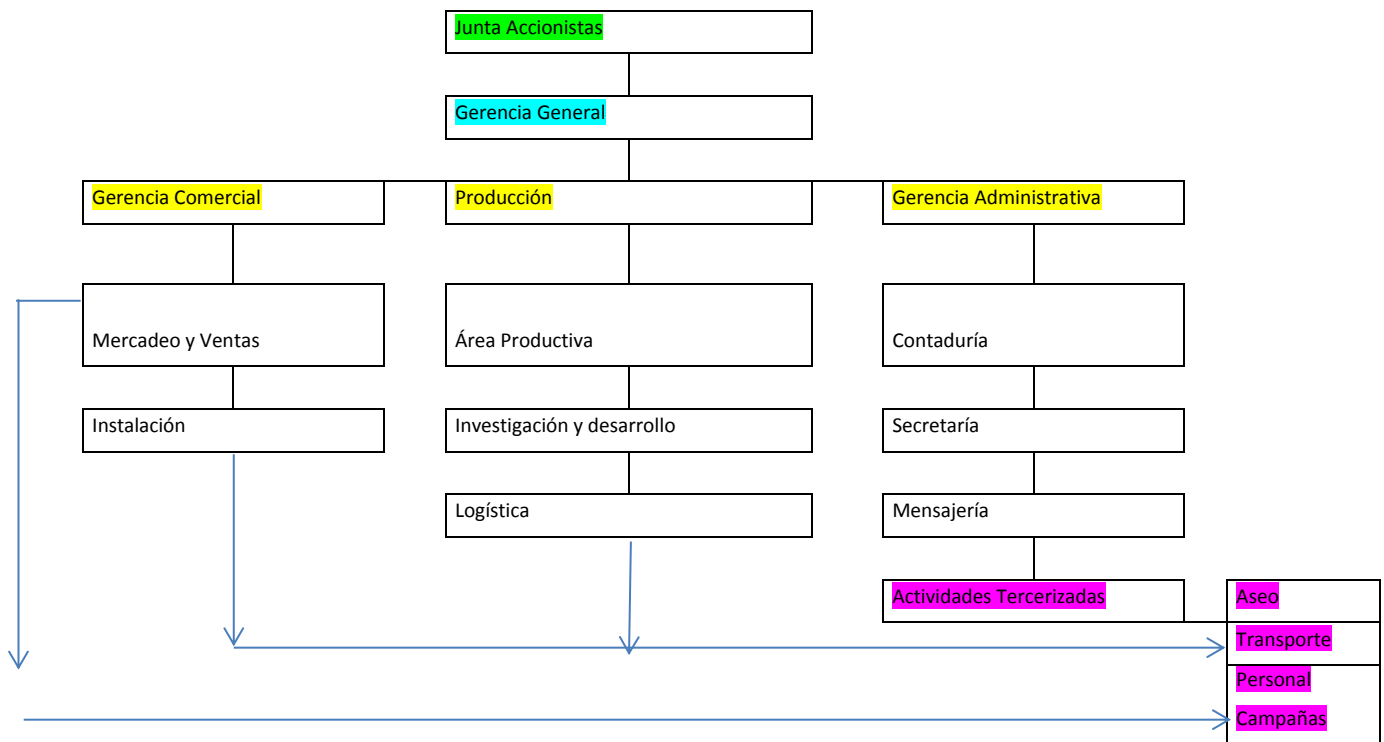 Junta Accionistas
Gerencia General
Gerencia Comercial
Producción
Gerencia Administrativa
Mercadeo y Ventas
Área Productiva
Contaduría
Instalación
Investigación y desarrollo
Secretaría
Logística
Mensajería
Actividades Tercerizadas
Aseo
Transporte
Personal
Campañas